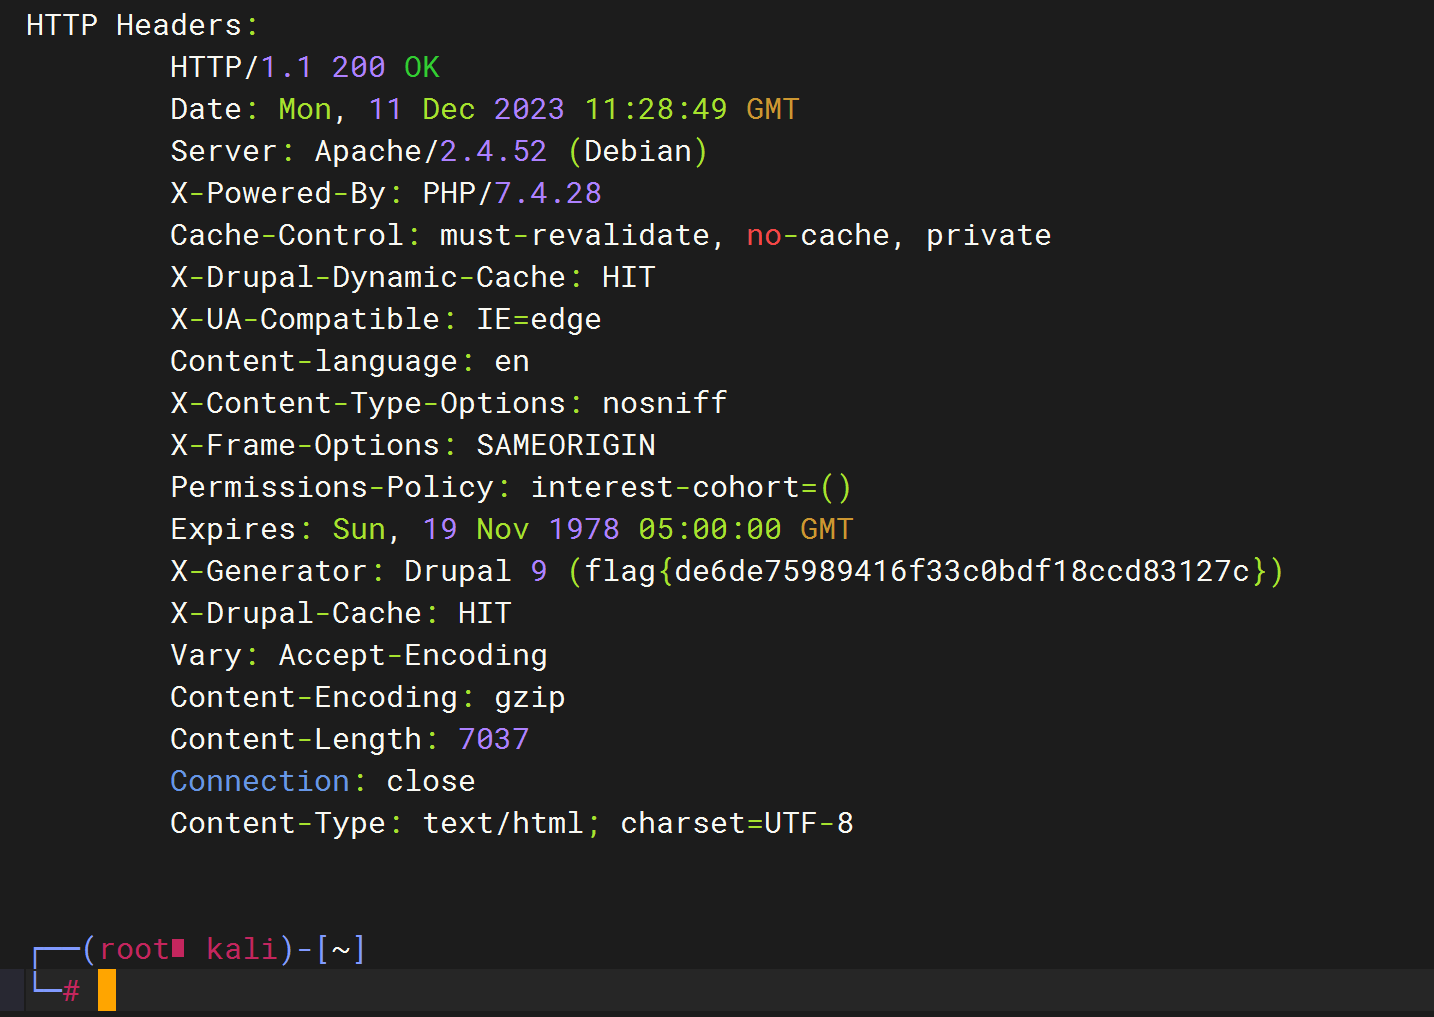 HTTP Headers:
HTTP/1.1 200 OK
Date: Mon, 11 Dec 2023 11:28:49 GMT
Server: Apache/2.4.52 (Debian)
X-Powered-By: PHP/7.4.28
Cache-Control: must-revalidate, no-cache, private
X-Drupal-Dynamic-Cache: HIT
X-UA-Compatible: IE=edge
Content-language: en
X-Content-Type-Options: nosniff
X-Frame-Options: SAMEORIGIN
Permissions-Policy: interest-cohort=()
Expires: Sun, 19 Nov 1978 05:00:00 GMT
X-Generator: Drupal 9 (flag{de6de75989416f33c0bdf18ccd83127c})
X-Drupal-Cache: HIT
Vary: Accept-Encoding
Content-Encoding: gzip
Content-Length: 7037
Connection: close
Content-Type: text/html; charset=UTF-8
┌──(root∎ kali)-[~]
└─#